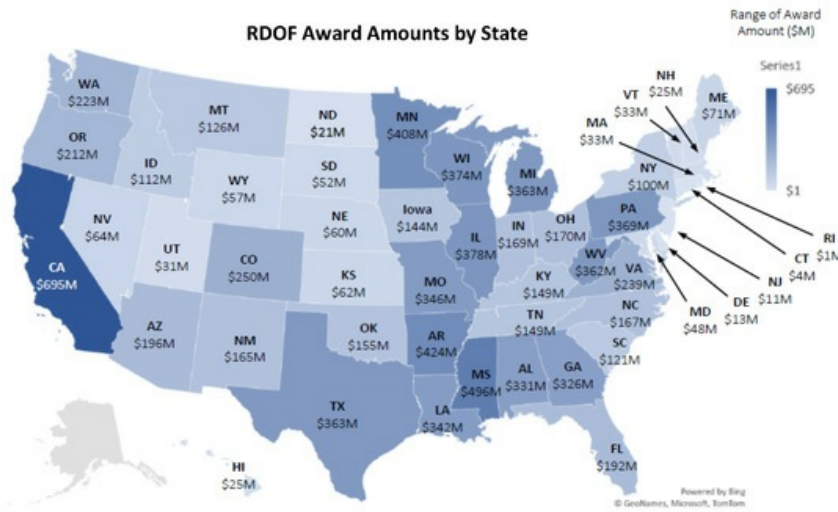 RDOF Award Amounts by State
Range of Award
Amount ($M)
Series1
$695
$1
WA
$223M
OR
$212M
ID
$112M
MT
$126M
ND
$21M
MN
$408M
WI
$374M
MI
$363M
VT
$33M
NH
$25M
MA
$33M
ME
$71M
NY
$100M
SD
$52M
WY
$57M
NE
$60M
Iowa
$144M
NV
$64M
UT
$31M
CO
$250M
KS
$62M
CA
$695M
IL
$378M
IN
$169M
OH
$170M
PA
$369M
WV
$362M
VA
$239M
RI
$1M
CT
$4M
NJ
$11M
DE
$13M
MD
$48M
MO
$346M
KY
$149M
NC
$167M
TN
$149M
SC
$121M
AZ
$196M
NM
$165M
OK
$155M
AR
$424M
MS
$496M
AL
$331M
GA
$326M
TX
$363M
LA
$342M
FL
$192M
HI
$25M
Powered by Bing
© GeoNames, Microsoft, TomTom